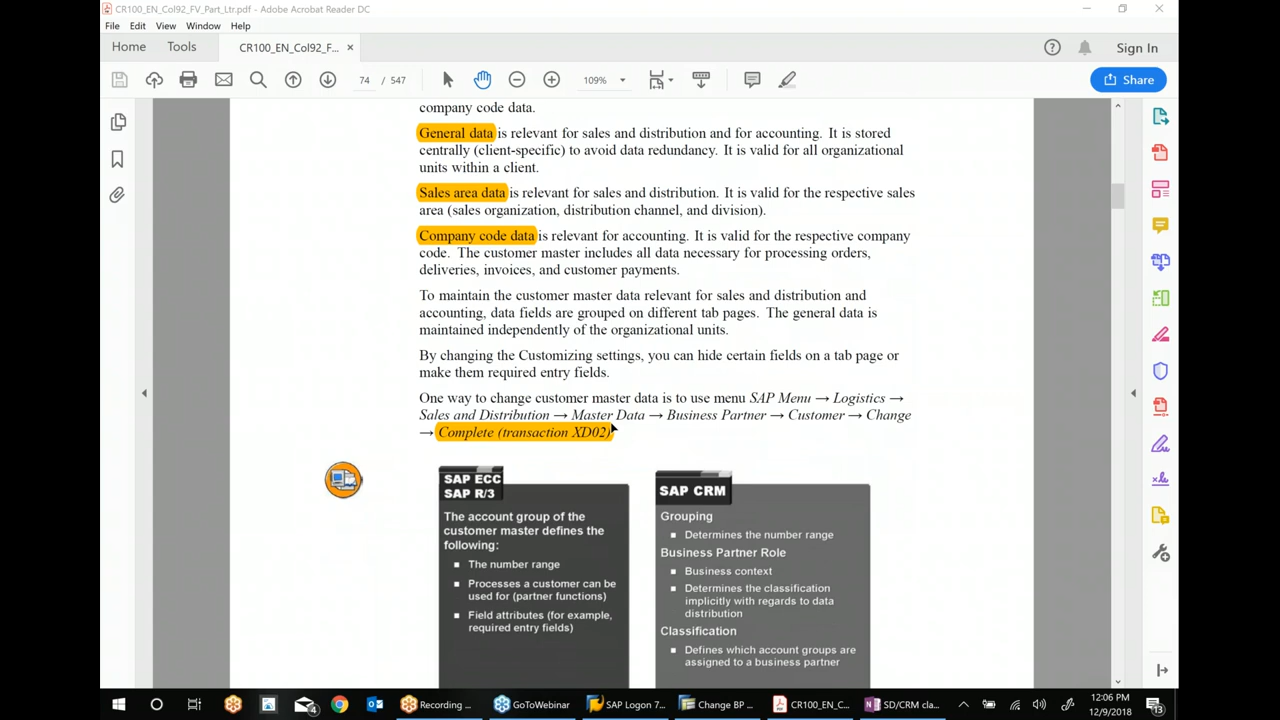 CR100_EN_Col92_FV_Part_Ltr.pdf - Adobe Acrobat Reader DC
File Edit View Window Help
Home Tools CR100_EN_Col92_F... × Sign In
74 / 547 109% Share
company code data.
General data is relevant for sales and distribution and for accounting. It is stored
centrally (client-specific) to avoid data redundancy. It is valid for all organizational
units within a client.
Sales area data is relevant for sales and distribution. It is valid for the respective sales
area (sales organization, distribution channel, and division).
Company code data is relevant for accounting. It is valid for the respective company
code. The customer master includes all data necessary for processing orders,
deliveries, invoices, and customer payments.
To maintain the customer master data relevant for sales and distribution and
accounting, data fields are grouped on different tab pages. The general data is
maintained independently of the organizational units.
By changing the Customizing settings, you can hide certain fields on a tab page or
make them required entry fields.
One way to change customer master data is to use menu SAP Menu → Logistics →
Sales and Distribution → Master Data → Business Partner → Customer → Change
→ Complete (transaction XD02)
SAP ECC
SAP R/3
The account group of the
customer master defines the
following:
■ The number range
■ Processes a customer can be
used for (partner functions)
■ Field attributes (for example,
required entry fields)
SAP CRM
Grouping
■ Determines the number range
Business Partner Role
■ Business context
■ Determines the classification
implicitly with regards to data
distribution
Classification
■ Defines which account groups are
assigned to a business partner
4 Recording ... GoToWebinar SAP Logon 7... Change BP ... CR100_EN_C... SD/CRM cla... 12:06 PM
12/9/2018 13